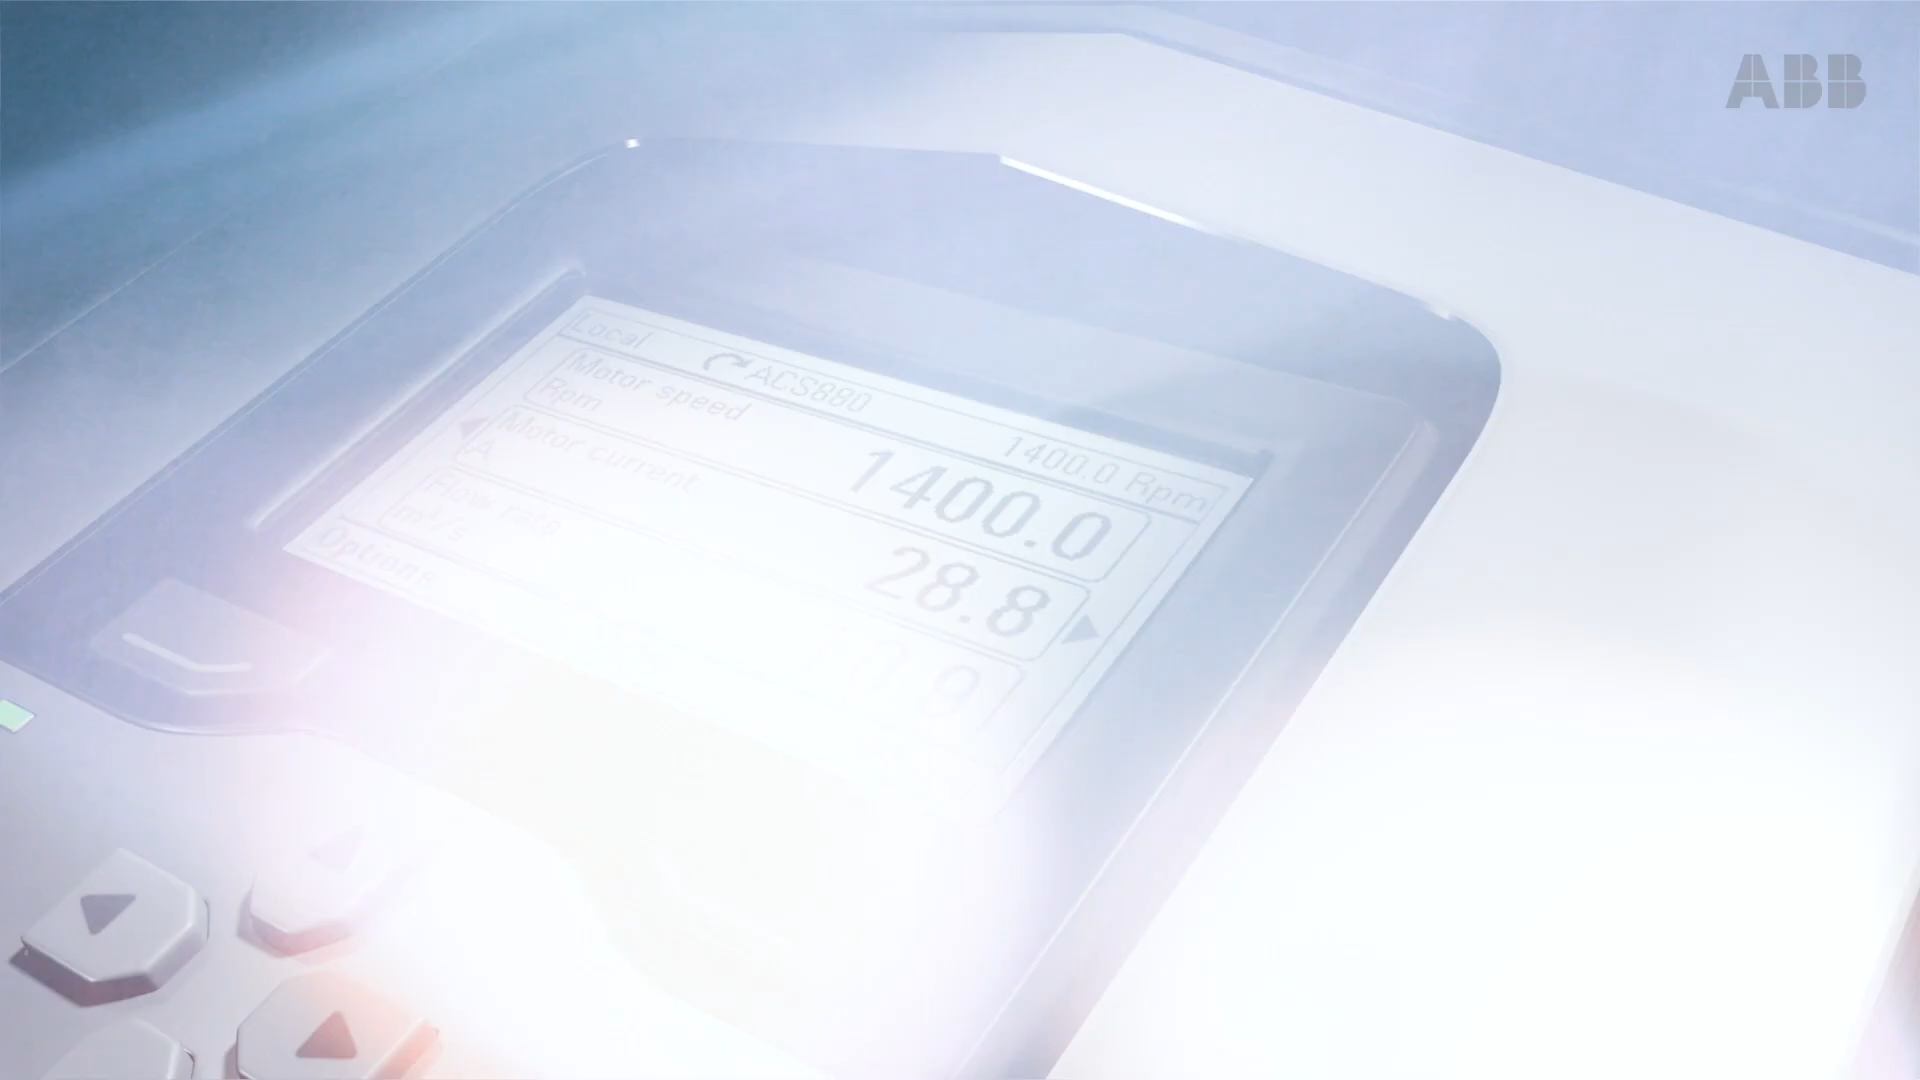 ABB
Local ACS880 1400.0 Rpm
Motor speed
Rpm
1400.0
Motor current
A
28.8
Flow rate
m³/s
Options